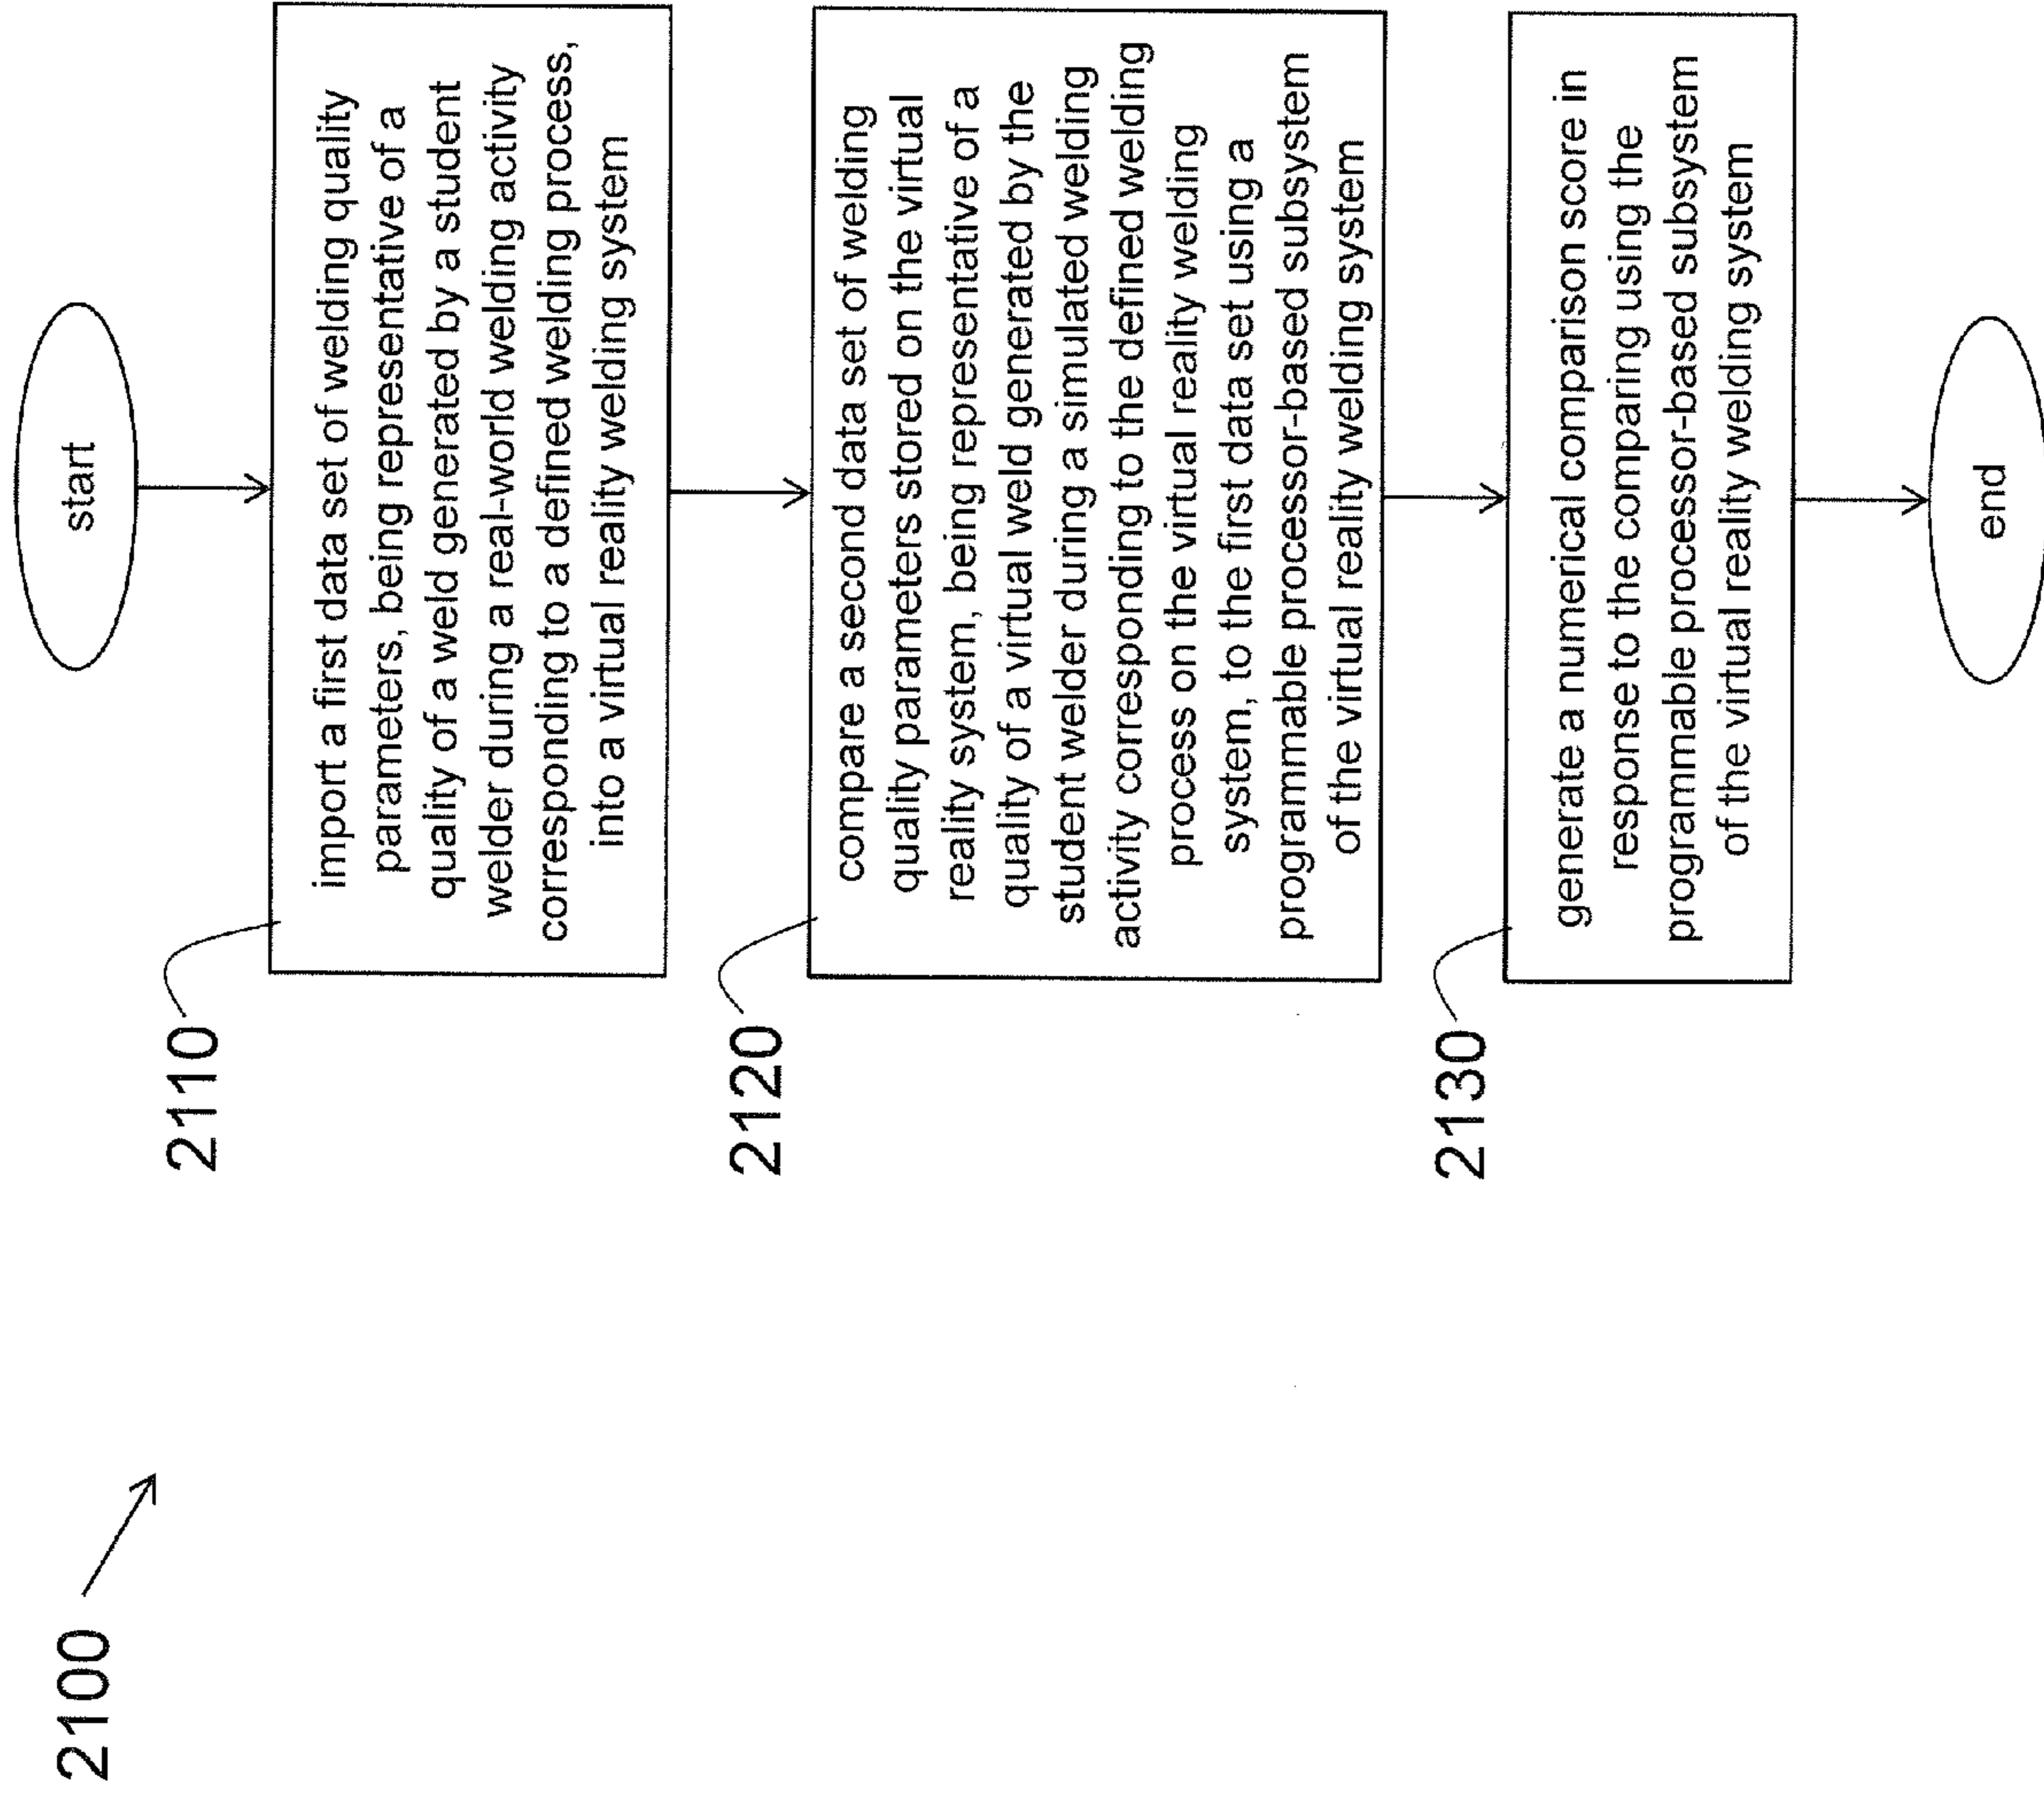 2100
start
2110
import a first data set of welding quality
parameters, being representative of a
quality of a weld generated by a student
welder during a real-world welding activity
corresponding to a defined welding process,
into a virtual reality welding system
2120
compare a second data set of welding
quality parameters stored on the virtual
reality system, being representative of a
quality of a virtual weld generated by the
student welder during a simulated welding
activity corresponding to the defined welding
process on the virtual reality welding
system, to the first data set using a
programmable processor-based subsystem
of the virtual reality welding system
2130
generate a numerical comparison score in
response to the comparing using the
programmable processor-based subsystem
of the virtual reality welding system
end